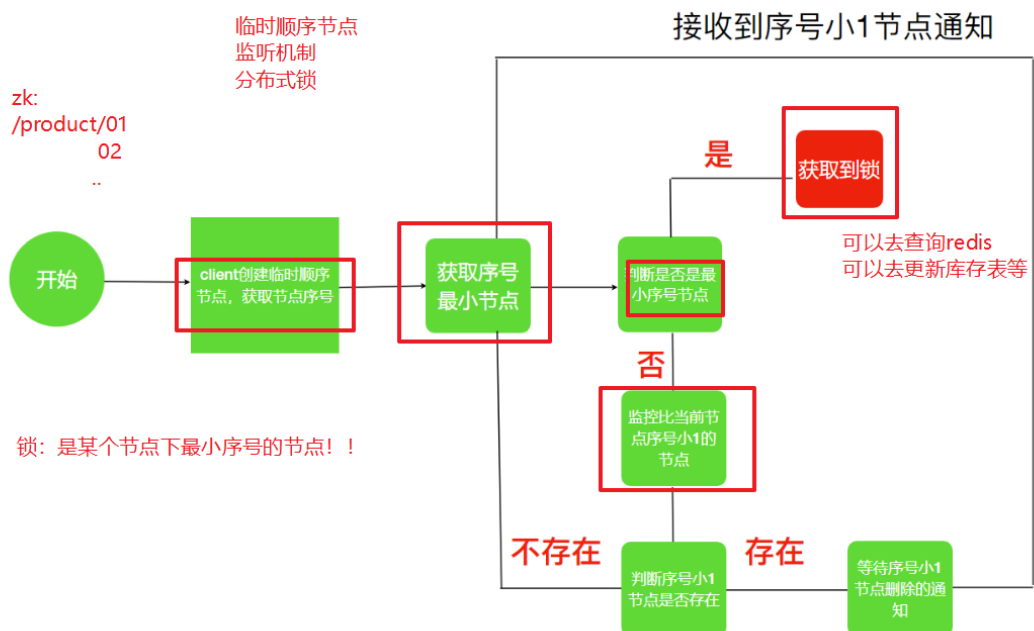 临时顺序节点
监听机制
分布式锁
接收到序号小1节点通知
zk:
/product/01
02
..
是
获取到锁
可以去查询redis
可以去更新库存表等
开始
client创建临时顺序
节点，获取节点序号
获取序号
最小节点
判断是否是最
小序号节点
否
监控比当前节
点序号小1的
节点
锁：是某个节点下最小序号的节点！！
不存在
存在
判断序号小1
节点是否存在
等待序号小1
节点删除的通
知